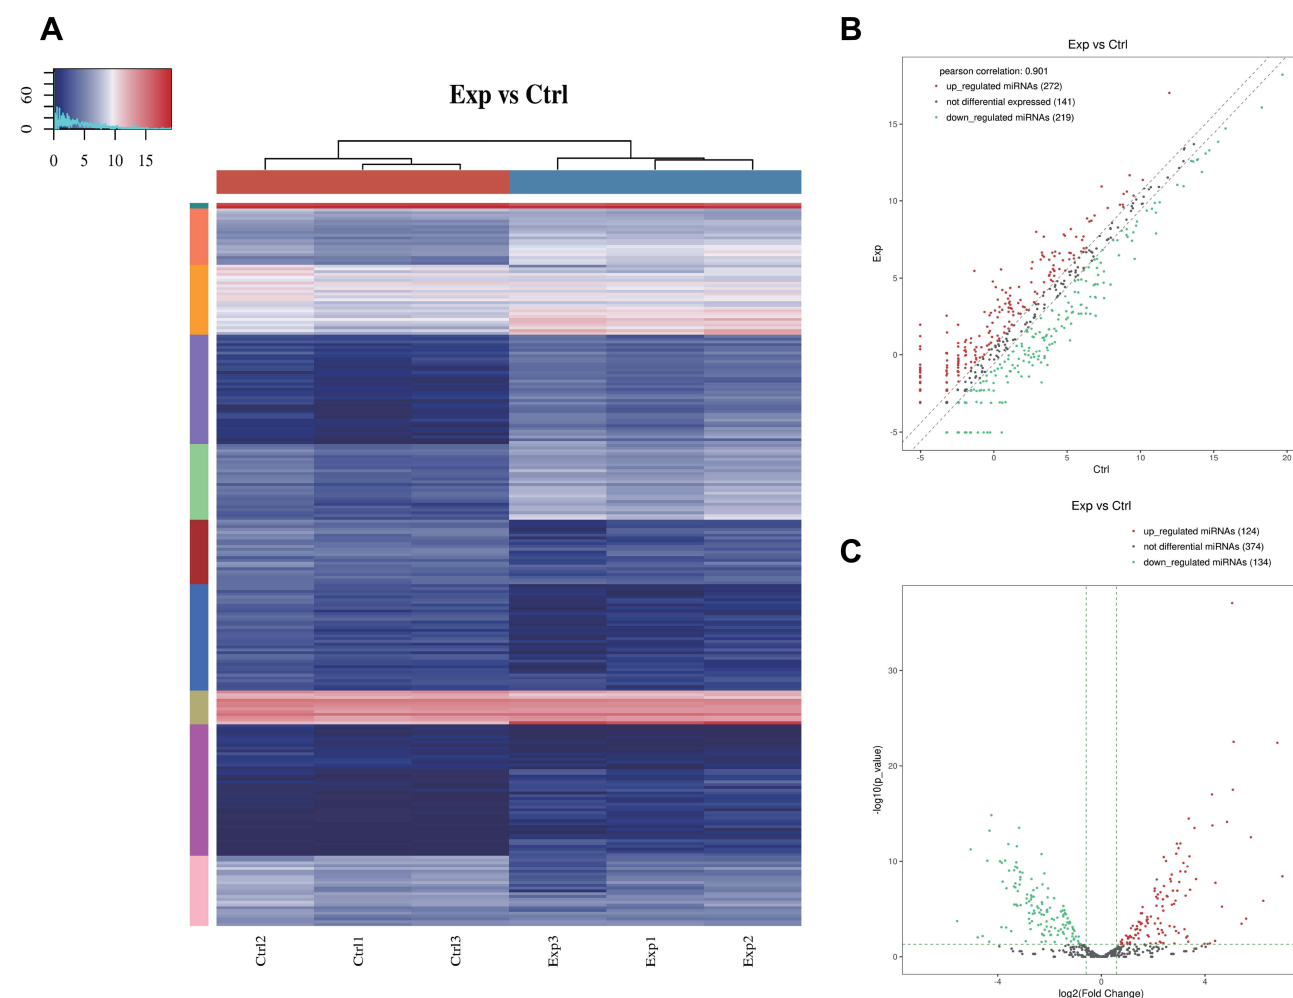 A
60
0
0 5 10 15
Exp vs Ctrl
Ctrl2
Ctrl1
Ctrl3
Exp3
Exp1
Exp2
B
Exp vs Ctrl
pearson correlation: 0.901
up_regulated miRNAs (272)
not differential expressed (141)
down_regulated miRNAs (219)
15
10
5
0
-5
Exp
-5 0 5 10 15 20
Ctrl
C
Exp vs Ctrl
up_regulated miRNAs (124)
not differential miRNAs (374)
down_regulated miRNAs (134)
30
20
10
0
-log10(p_value)
-4 0 4
log2(Fold Change)